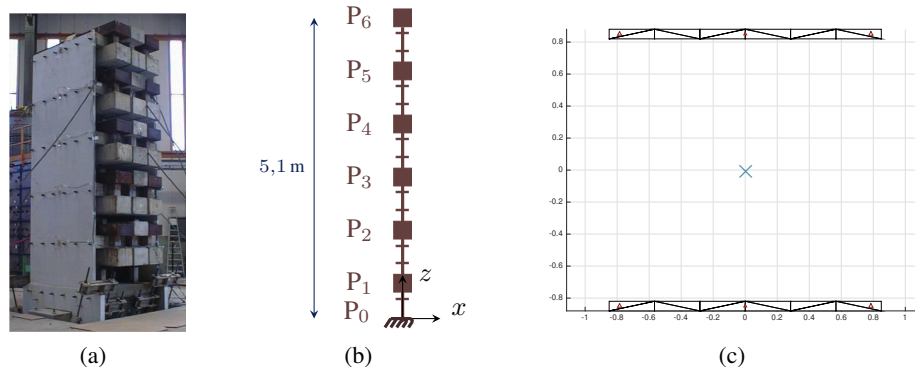 P₆
P₅
P₄
P₃
P₂
P₁
P₀
5,1 m
z
x
0.8
0.6
0.4
0.2
0
-0.2
-0.4
-0.6
-0.8
-1 -0.8 -0.6 -0.4 -0.2 0 0.2 0.4 0.6 0.8 1
(a) (b) (c)